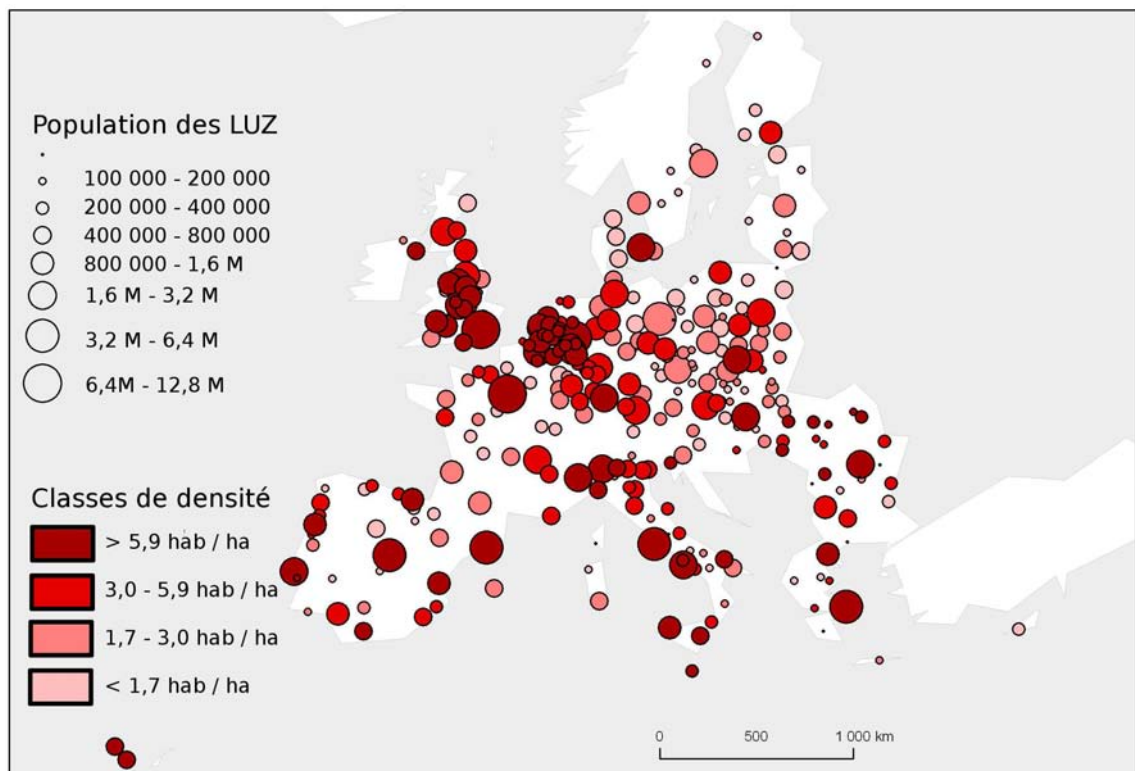 Population des LUZ
100 000 - 200 000
200 000 - 400 000
400 000 - 800 000
800 000 - 1,6 M
1,6 M - 3,2 M
3,2 M - 6,4 M
6,4M - 12,8 M
Classes de densité
> 5,9 hab / ha
3,0 - 5,9 hab / ha
1,7 - 3,0 hab / ha
< 1,7 hab / ha
0 500 1 000 km